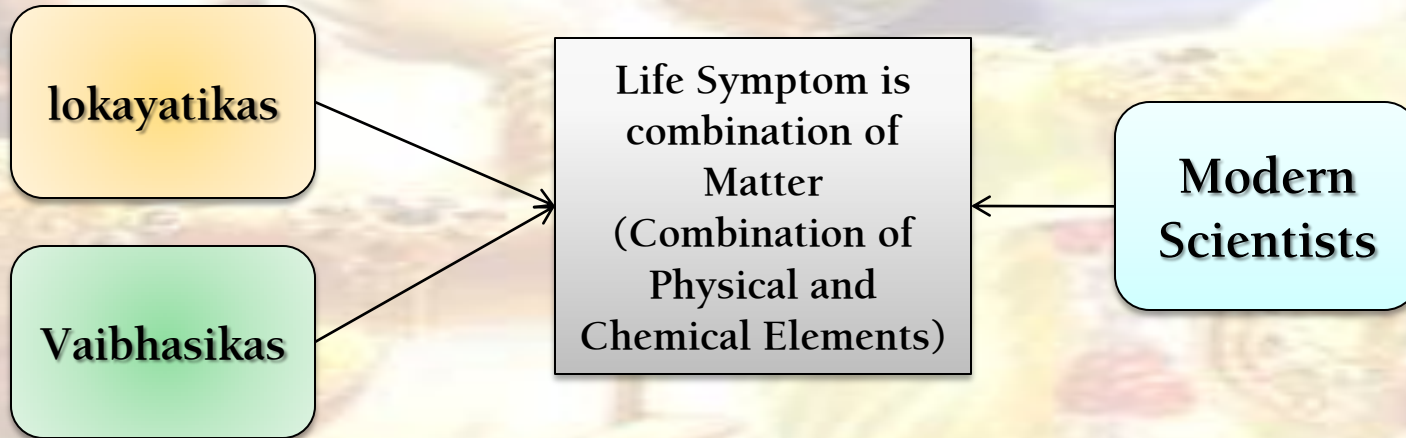 lokayatikas
Vaibhasikas
Life Symptom is
combination of
Matter
(Combination of
Physical and
Chemical Elements)
Modern
Scientists